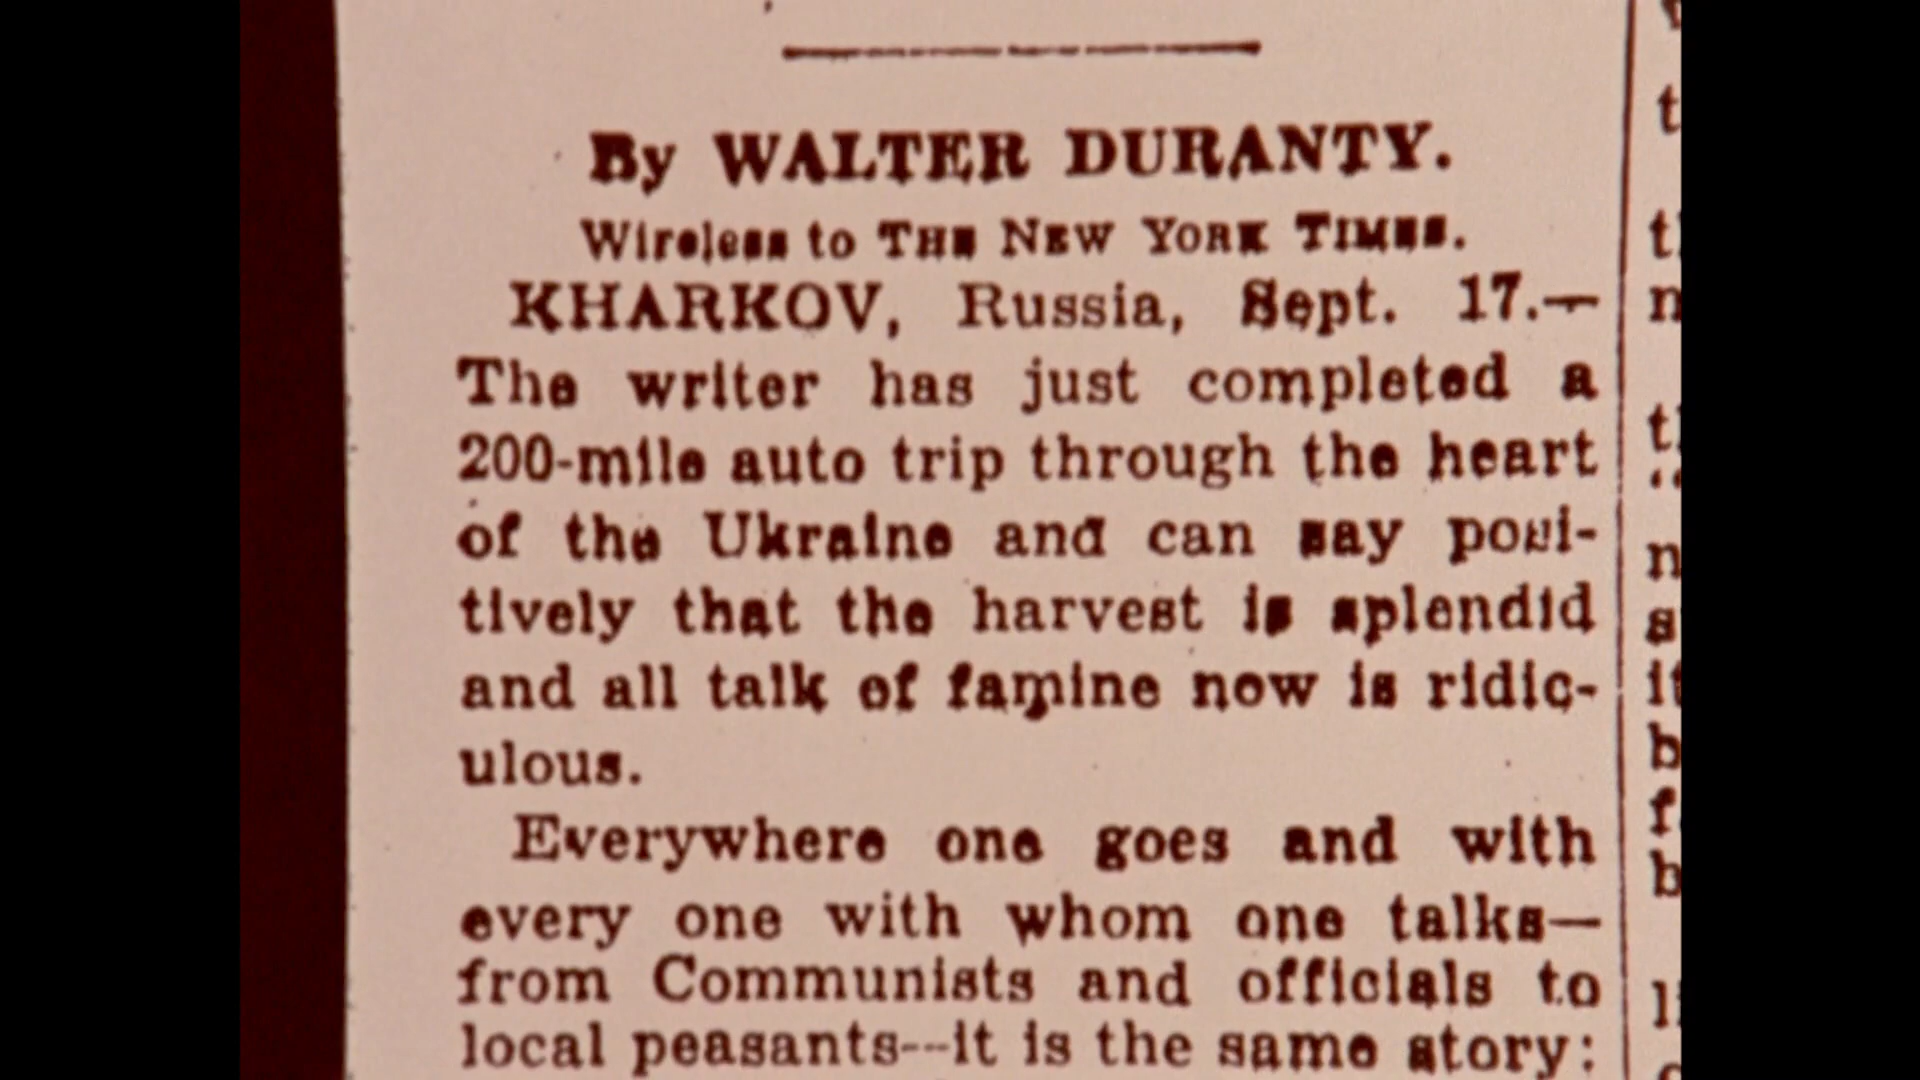 By WALTER DURANTY.
Wireless to THE NEW YORK TIMES.
KHARKOV, Russia, Sept. 17.—
The writer has just completed a
200-mile auto trip through the heart
of the Ukraine and can say posi-
tively that the harvest is splendid
and all talk of famine now is ridic-
ulous.
Everywhere one goes and with
every one with whom one talks—
from Communists and officials to
local peasants—it is the same story: